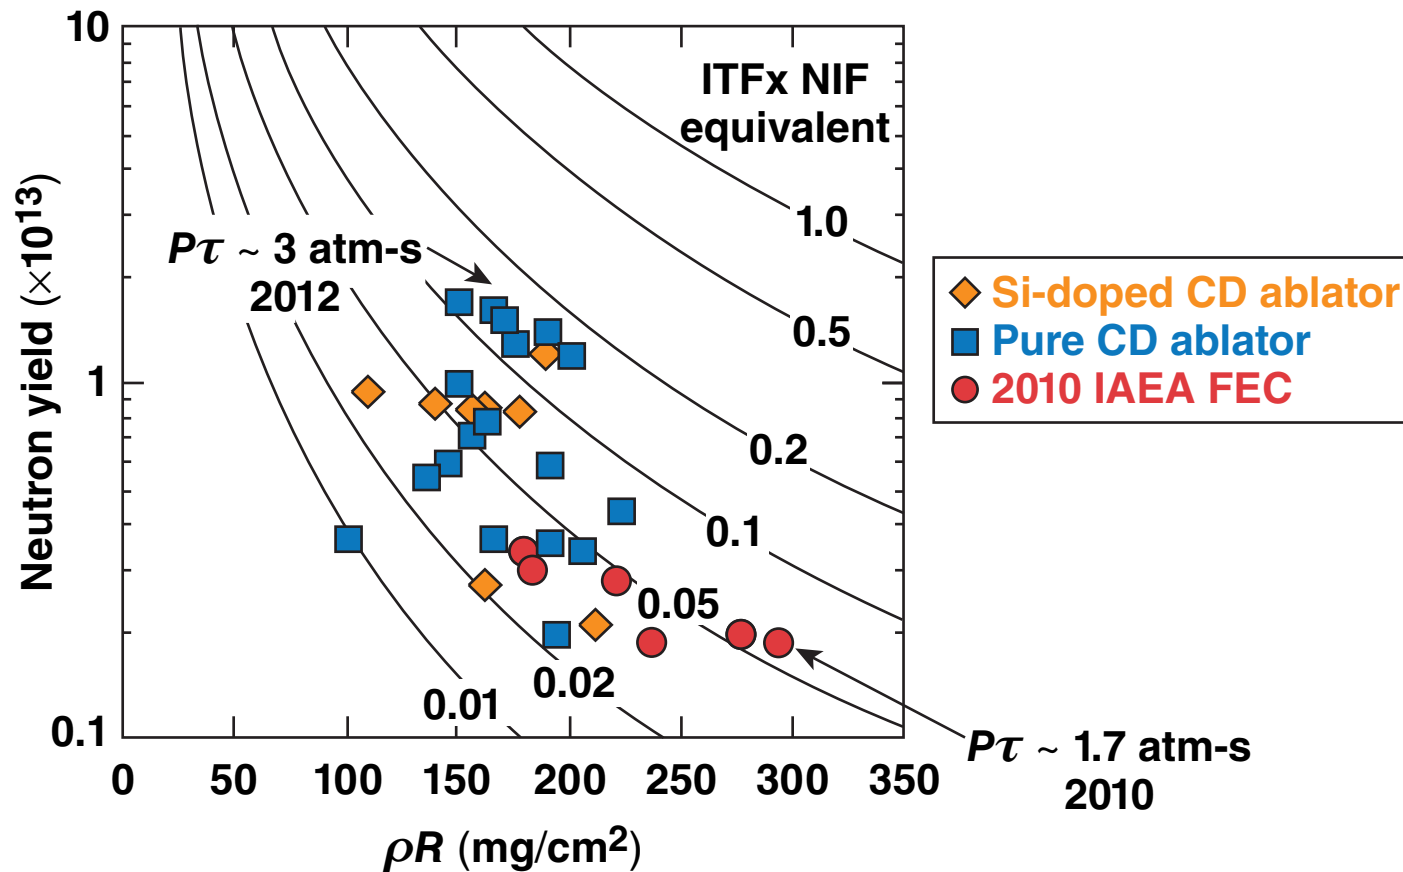 10
1
0.1
Neutron yield (×10¹³)
0 50 100 150 200 250 300 350
ρR (mg/cm²)
ITFx NIF
equivalent
1.0
0.5
0.2
0.1
0.05
0.02
0.01
Pτ ~ 3 atm-s
2012
Pτ ~ 1.7 atm-s
2010
Si-doped CD ablator
Pure CD ablator
2010 IAEA FEC